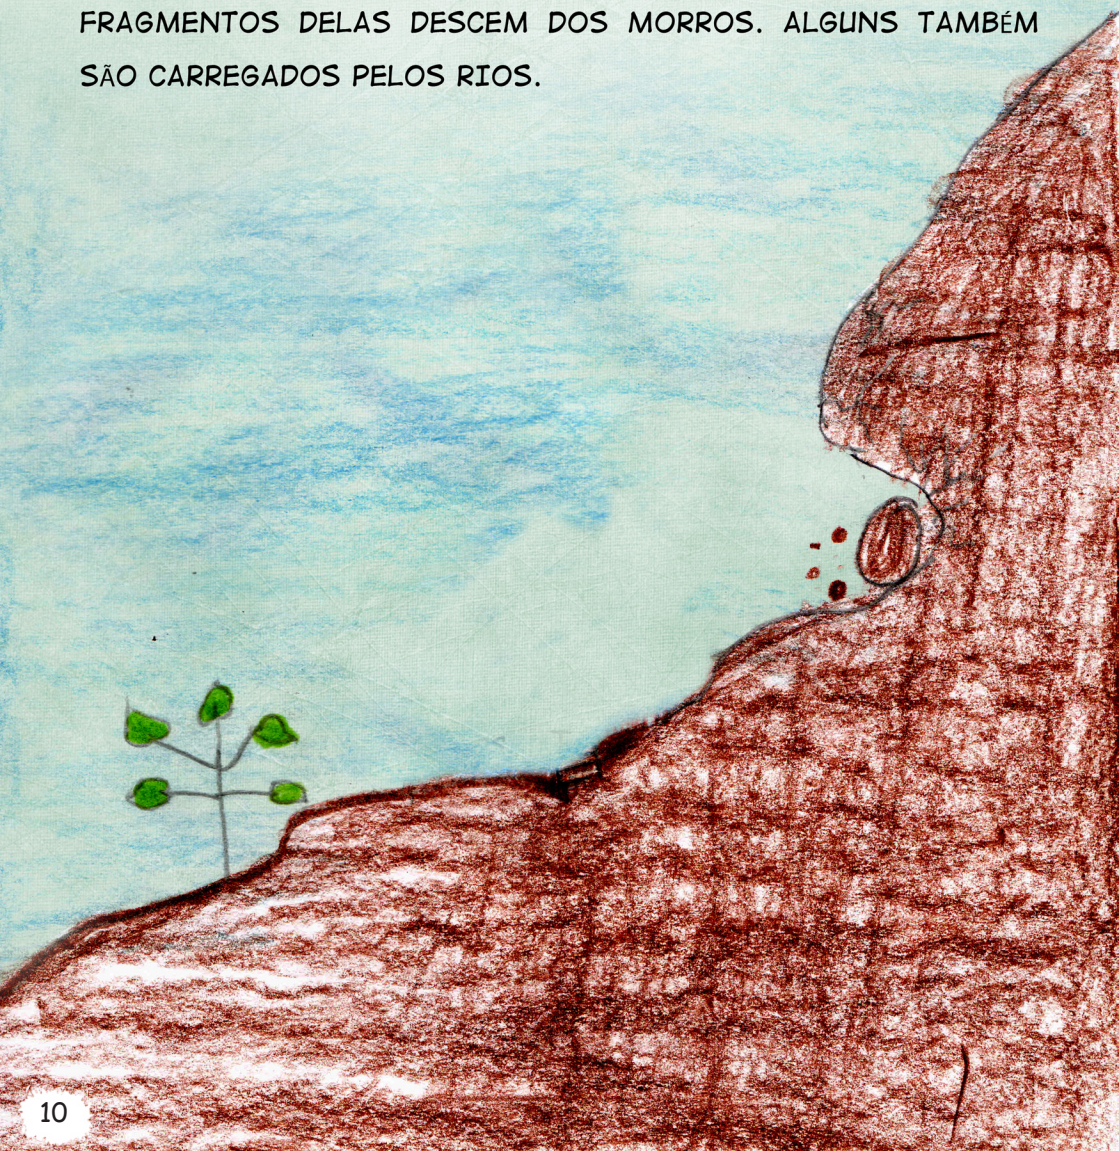 FRAGMENTOS DELAS DESCEM DOS MORROS. ALGUNS TAMBÉM
SÃO CARREGADOS PELOS RIOS.
10